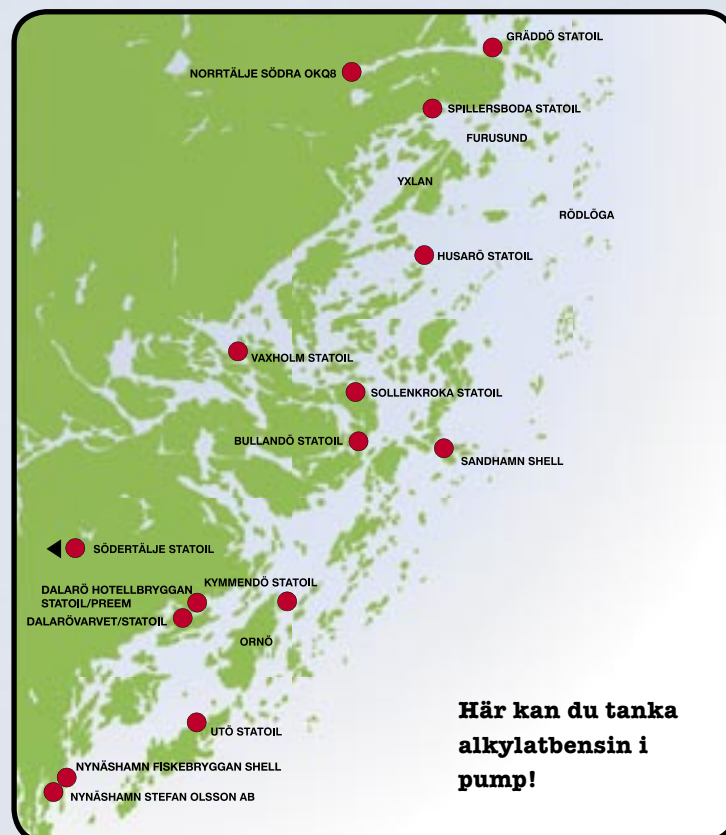 GRÄDDÖ STATOIL
NORRTÄLJE SÖDRA OKQ8
SPILLERSBODA STATOIL
FURUSUND
YXLAN
RÖDLÖGA
HUSARÖ STATOIL
VAXHOLM STATOIL
SOLLENKROKA STATOIL
BULLANDÖ STATOIL
SANDHAMN SHELL
SÖDERTÄLJE STATOIL
KYMMENDÖ STATOIL
DALARÖ HOTELLBRYGGAN
STATOIL/PREEM
DALARÖVARVET/STATOIL
ORNÖ
UTÖ STATOIL
Här kan du tanka
alkylatbensin i
pump!
NYNÄSHAMN FISKEBRYGGAN SHELL
NYNÄSHAMN STEFAN OLSSON AB